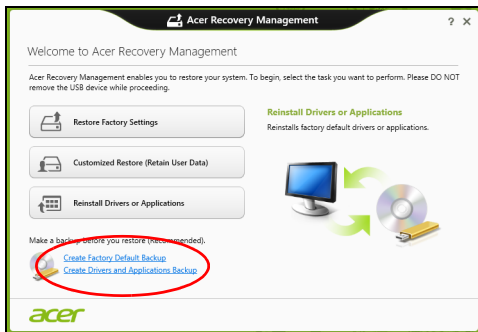 Acer Recovery Management
? X
Welcome to Acer Recovery Management
Acer Recovery Management enables you to restore your system. To begin, select the task you want to perform. Please DO NOT
remove the USB device while proceeding.
Restore Factory Settings
Customized Restore (Retain User Data)
Reinstall Drivers or Applications
Reinstall Drivers or Applications
Reinstalls factory default drivers or applications.
Make a backup before you restore (Recommended).
Create Factory Default Backup
Create Drivers and Applications Backup
acer